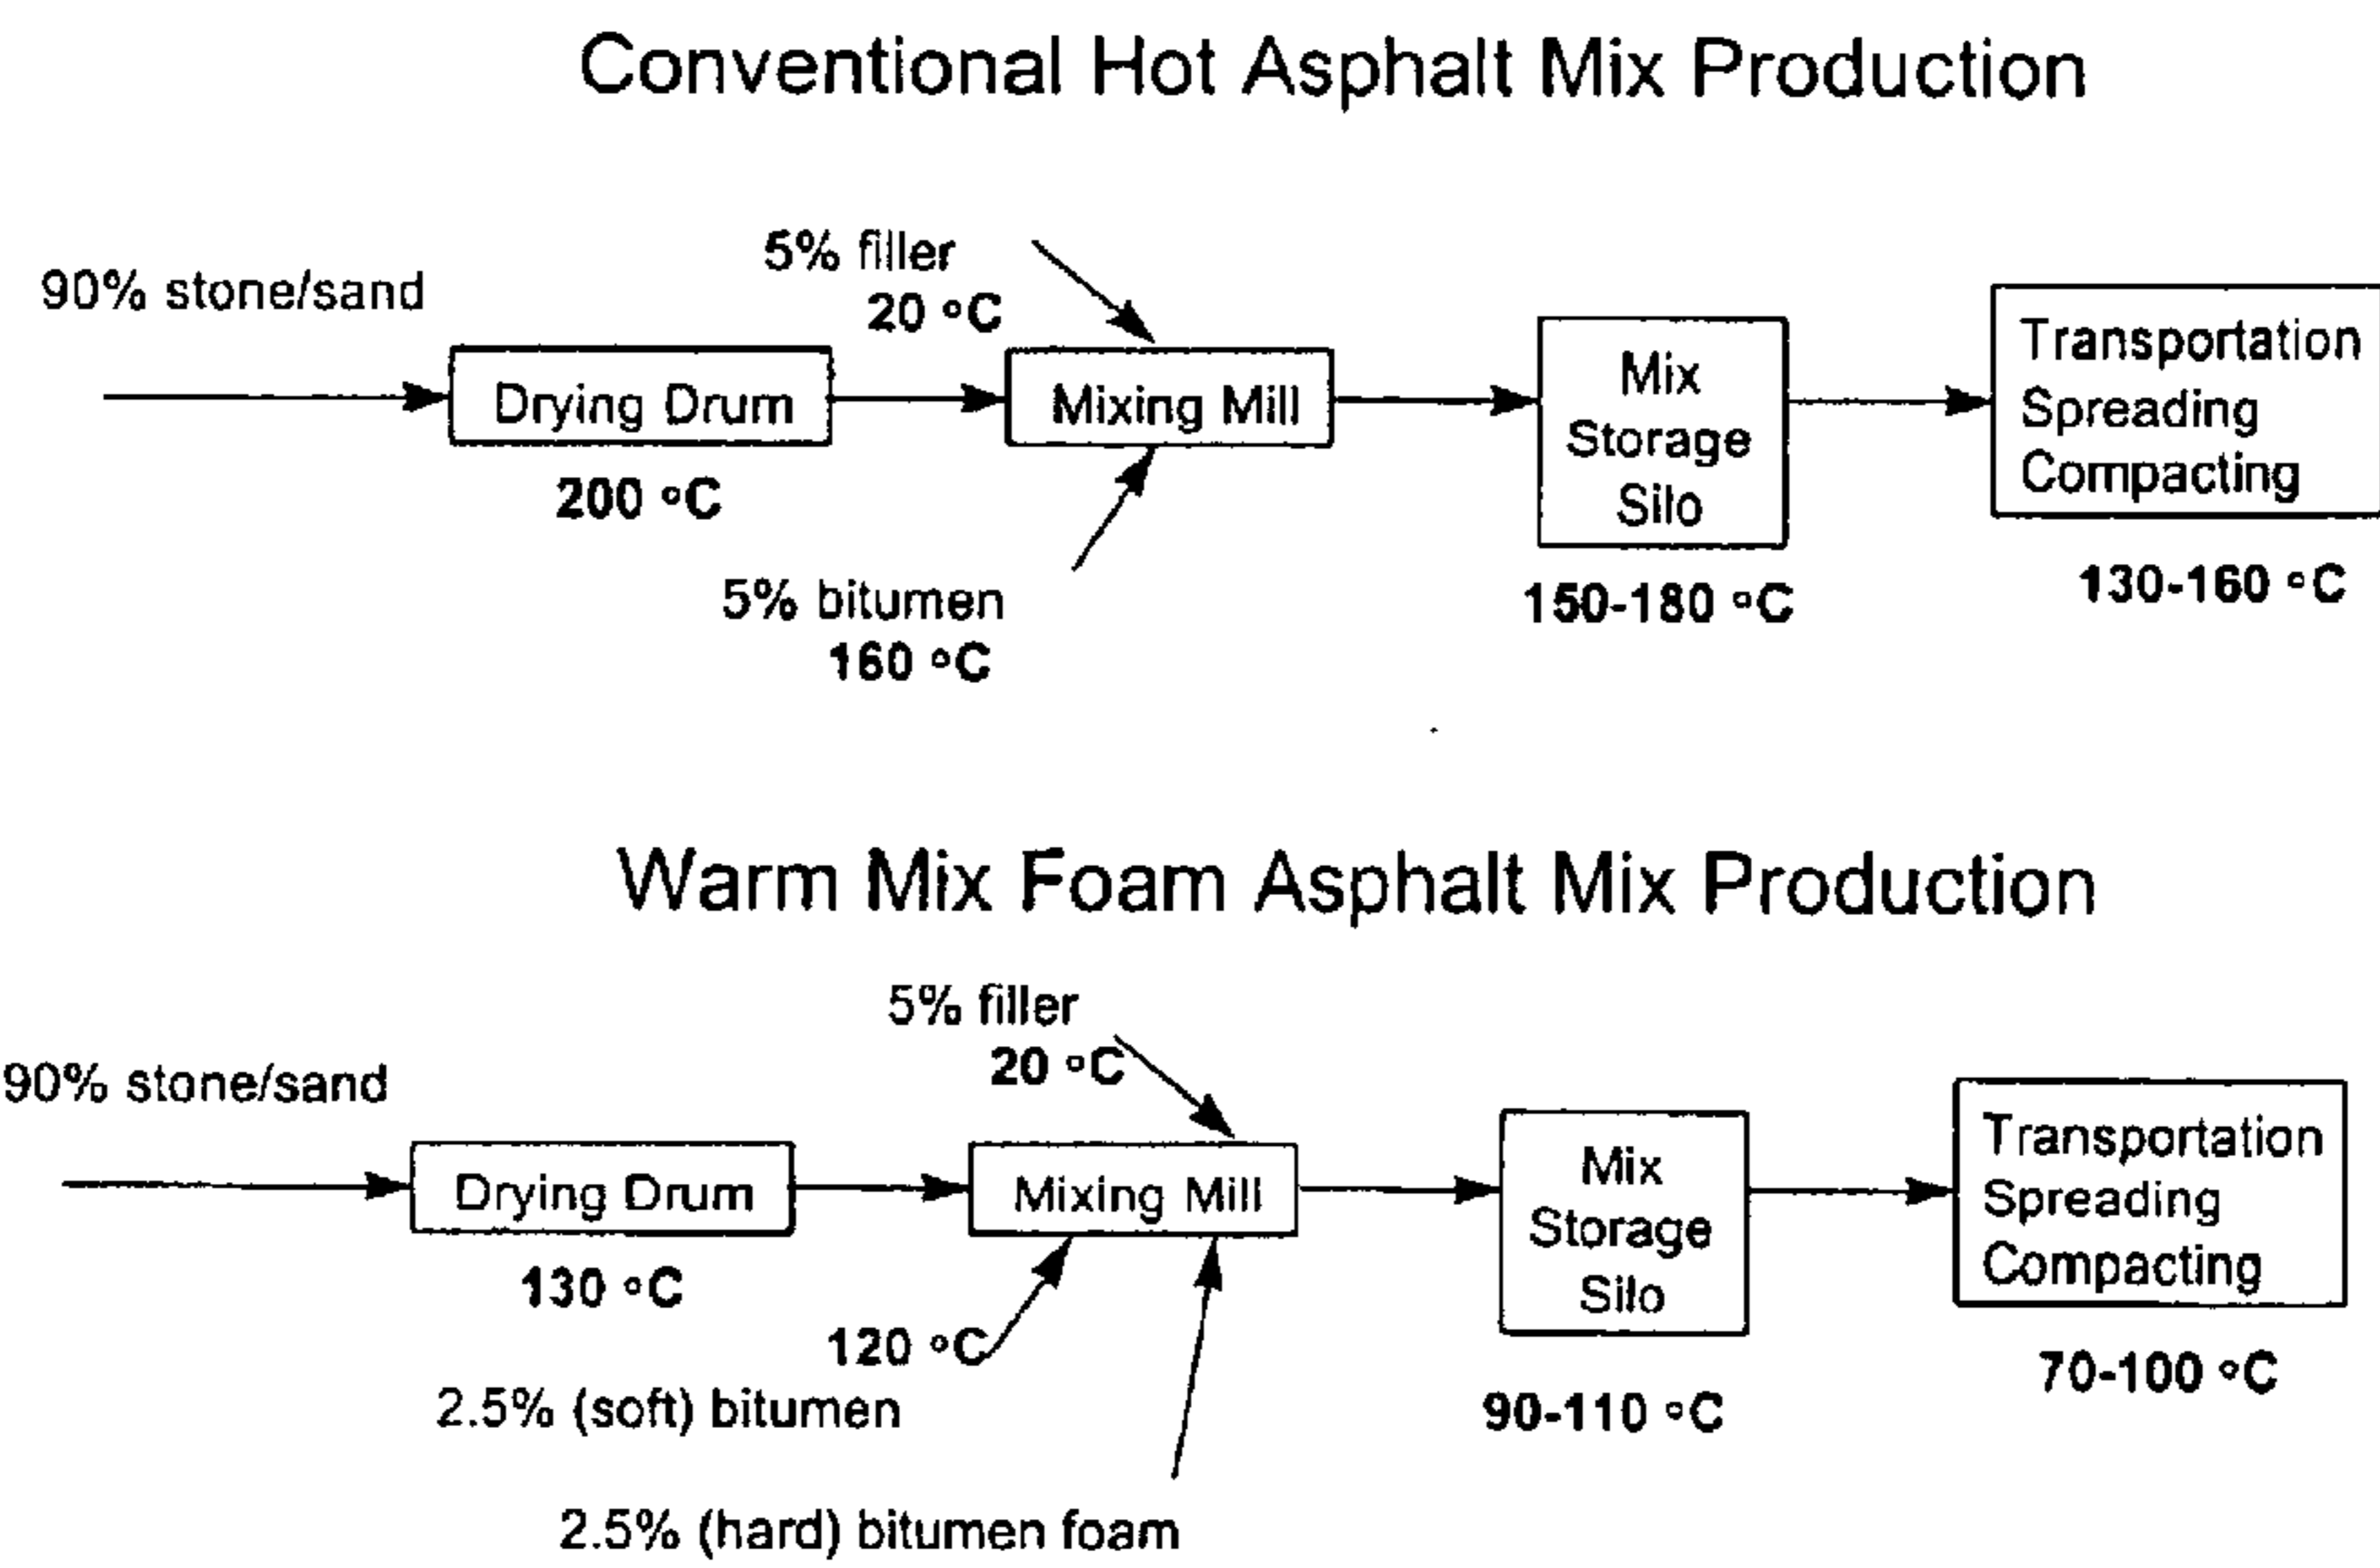 Conventional Hot Asphalt Mix Production
5% filler
20 °C
90% stone/sand
Drying Drum
200 °C
Mixing Mill
5% bitumen
160 °C
Mix
Storage
Silo
150-180 °C
Transportation
Spreading
Compacting
130-160 °C
Warm Mix Foam Asphalt Mix Production
5% filler
20 °C
90% stone/sand
Drying Drum
130 °C
Mixing Mill
120 °C
2.5% (soft) bitumen
2.5% (hard) bitumen foam
Mix
Storage
Silo
90-110 °C
Transportation
Spreading
Compacting
70-100 °C